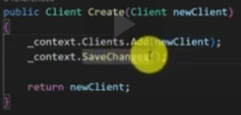 public Client Create(Client newClient)
{
_context.Clients.Add(newClient);
_context.SaveChanges();
return newClient;
}